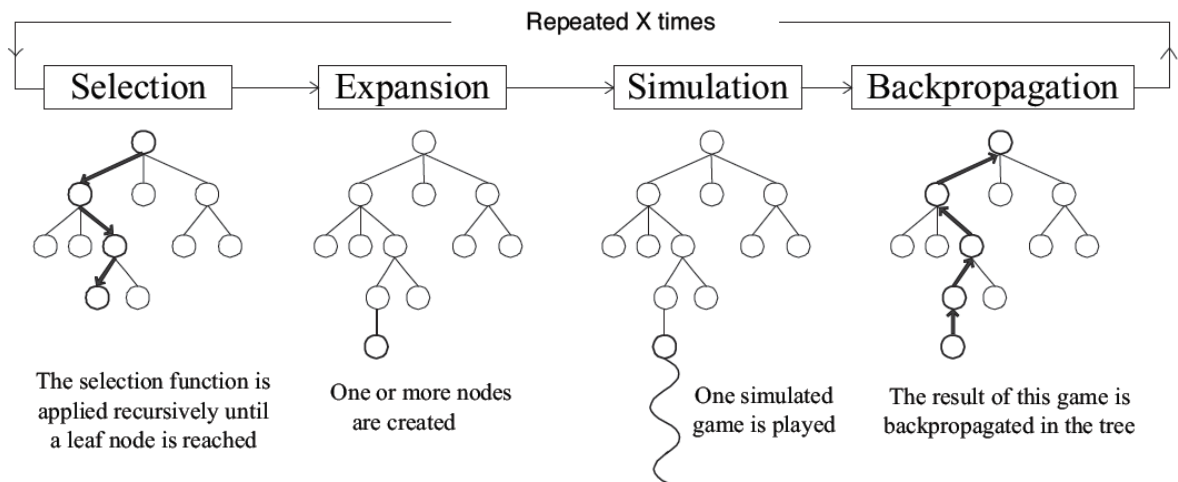 Repeated X times
Selection
Expansion
Simulation
Backpropagation
The selection function is
applied recursively until
a leaf node is reached
One or more nodes
are created
One simulated
game is played
The result of this game is
backpropagated in the tree